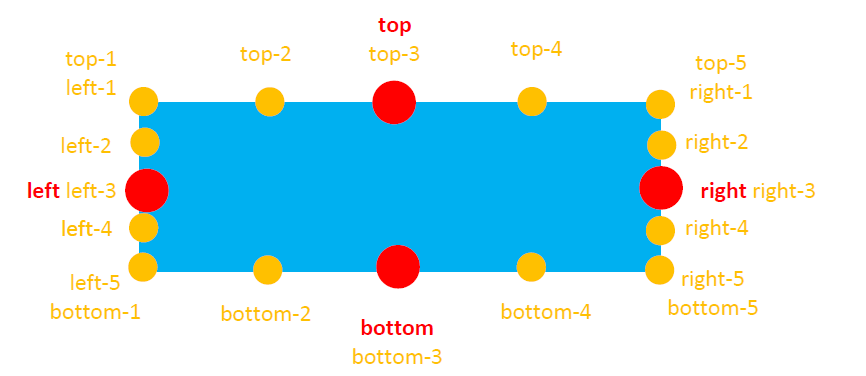 top
top-1
top-2
top-3
top-4
top-5
left-1
right-1
left-2
right-2
left left-3
right right-3
left-4
right-4
left-5
right-5
bottom-1
bottom-2
bottom
bottom-3
bottom-4
bottom-5